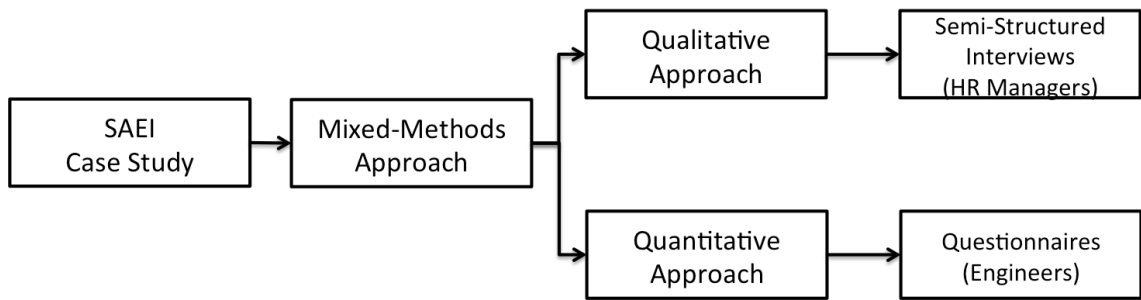 SAEI
Case Study
Mixed-Methods
Approach
Qualitative
Approach
Semi-Structured
Interviews
(HR Managers)
Quantitative
Approach
Questionnaires
(Engineers)